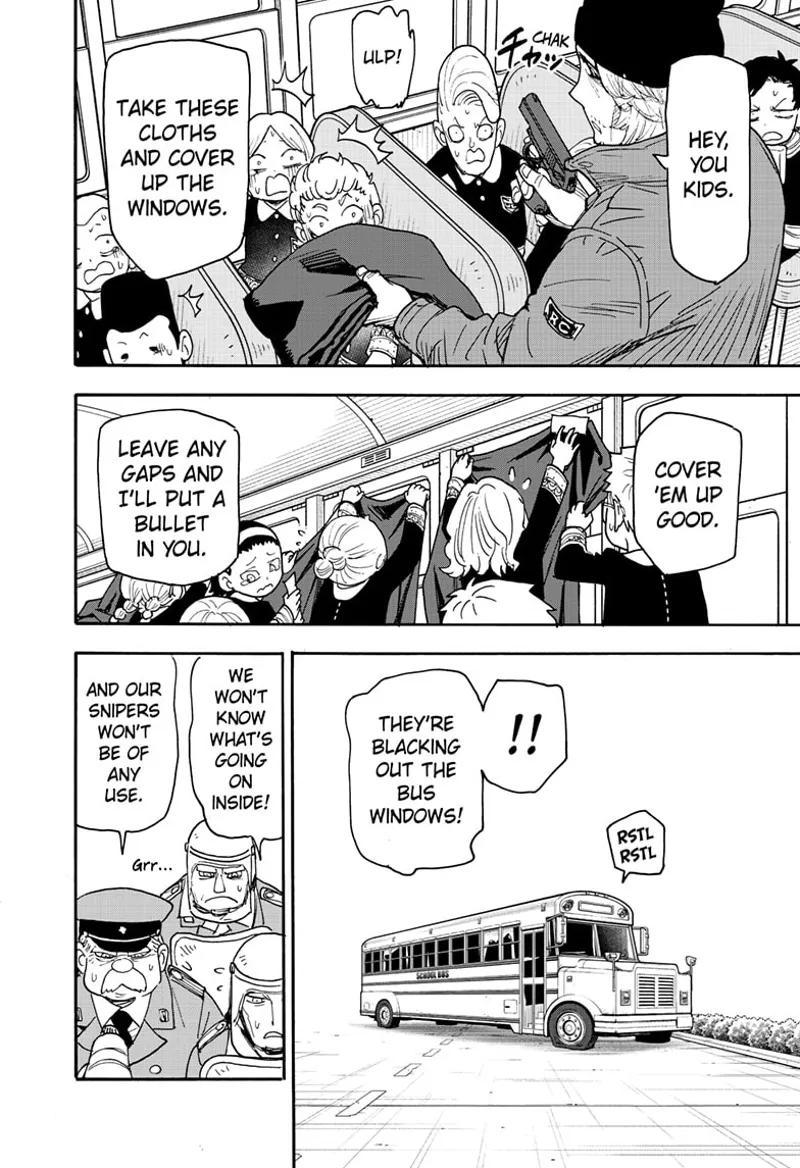 HEY,
YOU
KIDS.
CHAK
チャッ
ULP!
TAKE THESE
CLOTHS
AND COVER
UP THE
WINDOWS.
RC
COVER
'EM UP
GOOD.
LEAVE ANY
GAPS AND
I'LL PUT A
BULLET
IN YOU.
!!
THEY'RE
BLACKING
OUT THE
BUS
WINDOWS!
RSTL
RSTL
SCHOOL BUS
WE
WON'T
KNOW
WHAT'S
GOING
ON
INSIDE!
AND OUR
SNIPERS
WON'T
BE OF
ANY
USE.
Grr...